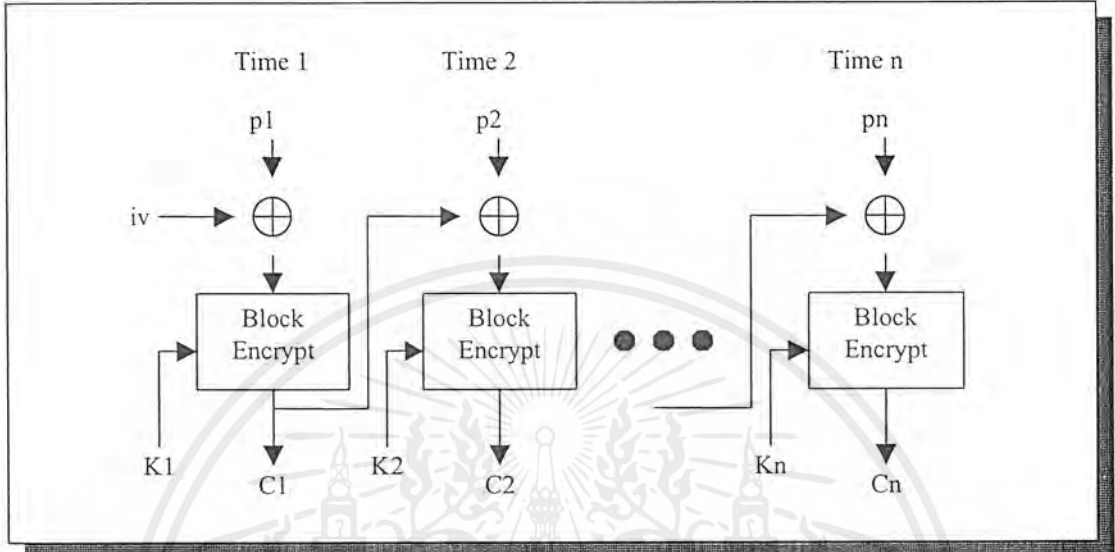 Time 1 Time 2 Time n
p1 p2 pn
iv
Block Block Block
Encrypt Encrypt Encrypt
K1 K2 Kn
C1 C2 Cn